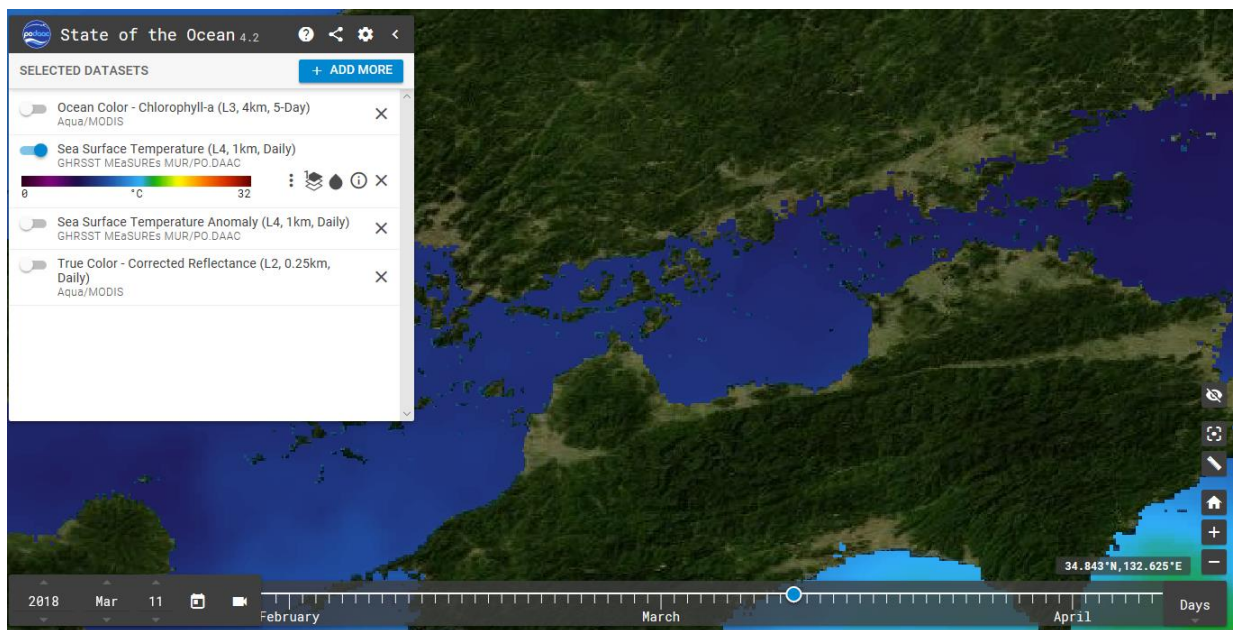 podaac
State of the Ocean 4.2
SELECTED DATASETS
+ ADD MORE
Ocean Color - Chlorophyll-a (L3, 4km, 5-Day)
Aqua/MODIS
Sea Surface Temperature (L4, 1km, Daily)
GHRSST MEaSUREs MUR/PO.DAAC
1
0 °C 32
Sea Surface Temperature Anomaly (L4, 1km, Daily)
GHRSST MEaSUREs MUR/PO.DAAC
True Color - Corrected Reflectance (L2, 0.25km,
Daily)
Aqua/MODIS
34.843°N,132.625°E
2018 Mar 11
February March April
Days